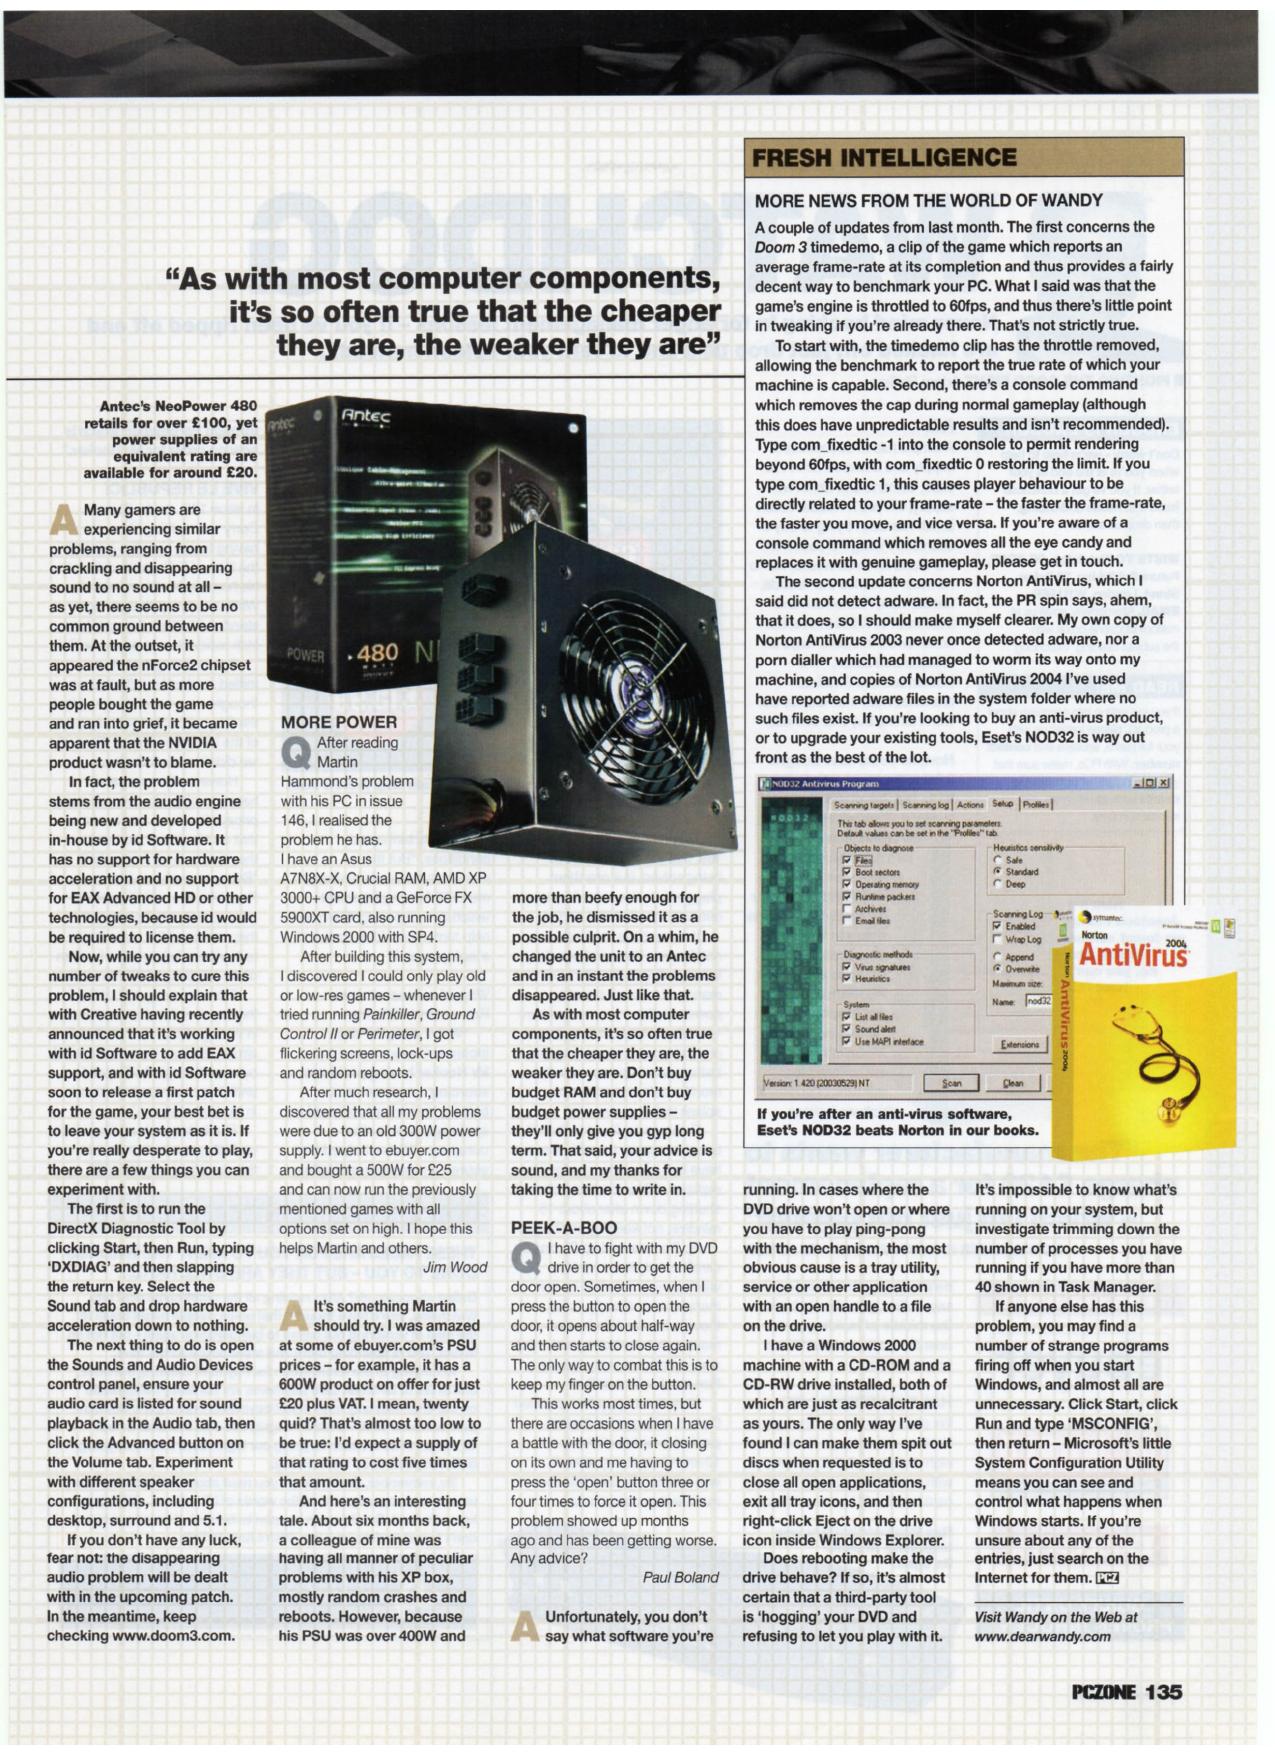 FRESH INTELLIGENCE
MORE NEWS FROM THE WORLD OF WANDY
A couple of updates from last month. The first concerns the
Doom 3 timedemo, a clip of the game which reports an
average frame-rate at its completion and thus provides a fairly
decent way to benchmark your PC. What I said was that the
game's engine is throttled to 60fps, and thus there's little point
in tweaking if you're already there. That's not strictly true.
To start with, the timedemo clip has the throttle removed,
allowing the benchmark to report the true rate of which your
machine is capable. Second, there's a console command
which removes the cap during normal gameplay (although
this does have unpredictable results and isn't recommended).
Type com_fixedtic -1 into the console to permit rendering
beyond 60fps, with com_fixedtic 0 restoring the limit. If you
type com_fixedtic 1, this causes player behaviour to be
directly related to your frame-rate – the faster the frame-rate,
the faster you move, and vice versa. If you're aware of a
console command which removes all the eye candy and
replaces it with genuine gameplay, please get in touch.
The second update concerns Norton AntiVirus, which I
said did not detect adware. In fact, the PR spin says, ahem,
that it does, so I should make myself clearer. My own copy of
Norton AntiVirus 2003 never once detected adware, nor a
porn dialler which had managed to worm its way onto my
machine, and copies of Norton AntiVirus 2004 I've used
have reported adware files in the system folder where no
such files exist. If you're looking to buy an anti-virus product,
or to upgrade your existing tools, Eset's NOD32 is way out
front as the best of the lot.
NOD32 Antivirus Program
Scanning targets Scanning log Actions Setup Profiles
NOD32
This tab allows you to set scanning parameters.
Default values can be set in the "Profiles" tab.
Objects to diagnose
Files
Boot sectors
Operating memory
Runtime packers
Archives
Email files
Heuristics sensitivity
Safe
Standard
Deep
Scanning Log
Enabled
Wrap Log
Append
Overwrite
Maximum size:
Name: nod32
Diagnostic methods
Virus signatures
Heuristics
System
List all files
Sound alert
Use MAPI interface
Extensions
Version: 1.420 (20030529) NT
Scan
Clean
symantec.
Norton
AntiVirus 2004
Norton AntiVirus 2004
If you're after an anti-virus software,
Eset's NOD32 beats Norton in our books.
“As with most computer components,
it's so often true that the cheaper
they are, the weaker they are”
Antec's NeoPower 480
retails for over £100, yet
power supplies of an
equivalent rating are
available for around £20.
Antec
Antec
POWER
480
A Many gamers are
experiencing similar
problems, ranging from
crackling and disappearing
sound to no sound at all –
as yet, there seems to be no
common ground between
them. At the outset, it
appeared the nForce2 chipset
was at fault, but as more
people bought the game
and ran into grief, it became
apparent that the NVIDIA
product wasn't to blame.
In fact, the problem
stems from the audio engine
being new and developed
in-house by id Software. It
has no support for hardware
acceleration and no support
for EAX Advanced HD or other
technologies, because id would
be required to license them.
Now, while you can try any
number of tweaks to cure this
problem, I should explain that
with Creative having recently
announced that it's working
with id Software to add EAX
support, and with id Software
soon to release a first patch
for the game, your best bet is
to leave your system as it is. If
you're really desperate to play,
there are a few things you can
experiment with.
The first is to run the
DirectX Diagnostic Tool by
clicking Start, then Run, typing
‘DXDIAG’ and then slapping
the return key. Select the
Sound tab and drop hardware
acceleration down to nothing.
The next thing to do is open
the Sounds and Audio Devices
control panel, ensure your
audio card is listed for sound
playback in the Audio tab, then
click the Advanced button on
the Volume tab. Experiment
with different speaker
configurations, including
desktop, surround and 5.1.
If you don't have any luck,
fear not: the disappearing
audio problem will be dealt
with in the upcoming patch.
In the meantime, keep
checking www.doom3.com.
MORE POWER
Q After reading
Martin
Hammond's problem
with his PC in issue
146, I realised the
problem he has.
I have an Asus
A7N8X-X, Crucial RAM, AMD XP
3000+ CPU and a GeForce FX
5900XT card, also running
Windows 2000 with SP4.
After building this system,
I discovered I could only play old
or low-res games – whenever I
tried running Painkiller, Ground
Control II or Perimeter, I got
flickering screens, lock-ups
and random reboots.
After much research, I
discovered that all my problems
were due to an old 300W power
supply. I went to ebuyer.com
and bought a 500W for £25
and can now run the previously
mentioned games with all
options set on high. I hope this
helps Martin and others.
Jim Wood
A It's something Martin
should try. I was amazed
at some of ebuyer.com's PSU
prices – for example, it has a
600W product on offer for just
£20 plus VAT. I mean, twenty
quid? That's almost too low to
be true: I'd expect a supply of
that rating to cost five times
that amount.
And here's an interesting
tale. About six months back,
a colleague of mine was
having all manner of peculiar
problems with his XP box,
mostly random crashes and
reboots. However, because
his PSU was over 400W and
more than beefy enough for
the job, he dismissed it as a
possible culprit. On a whim, he
changed the unit to an Antec
and in an instant the problems
disappeared. Just like that.
As with most computer
components, it's so often true
that the cheaper they are, the
weaker they are. Don't buy
budget RAM and don't buy
budget power supplies –
they'll only give you gyp long
term. That said, your advice is
sound, and my thanks for
taking the time to write in.
PEEK-A-BOO
Q I have to fight with my DVD
drive in order to get the
door open. Sometimes, when I
press the button to open the
door, it opens about half-way
and then starts to close again.
The only way to combat this is to
keep my finger on the button.
This works most times, but
there are occasions when I have
a battle with the door, it closing
on its own and me having to
press the ‘open’ button three or
four times to force it open. This
problem showed up months
ago and has been getting worse.
Any advice?
Paul Boland
A Unfortunately, you don't
say what software you're
running. In cases where the
DVD drive won't open or where
you have to play ping-pong
with the mechanism, the most
obvious cause is a tray utility,
service or other application
with an open handle to a file
on the drive.
I have a Windows 2000
machine with a CD-ROM and a
CD-RW drive installed, both of
which are just as recalcitrant
as yours. The only way I've
found I can make them spit out
discs when requested is to
close all open applications,
exit all tray icons, and then
right-click Eject on the drive
icon inside Windows Explorer.
Does rebooting make the
drive behave? If so, it's almost
certain that a third-party tool
is ‘hogging’ your DVD and
refusing to let you play with it.
It's impossible to know what's
running on your system, but
investigate trimming down the
number of processes you have
running if you have more than
40 shown in Task Manager.
If anyone else has this
problem, you may find a
number of strange programs
firing off when you start
Windows, and almost all are
unnecessary. Click Start, click
Run and type ‘MSCONFIG’,
then return – Microsoft's little
System Configuration Utility
means you can see and
control what happens when
Windows starts. If you're
unsure about any of the
entries, just search on the
Internet for them. PCZ
Visit Wandy on the Web at
www.dearwandy.com
PCZONE 135